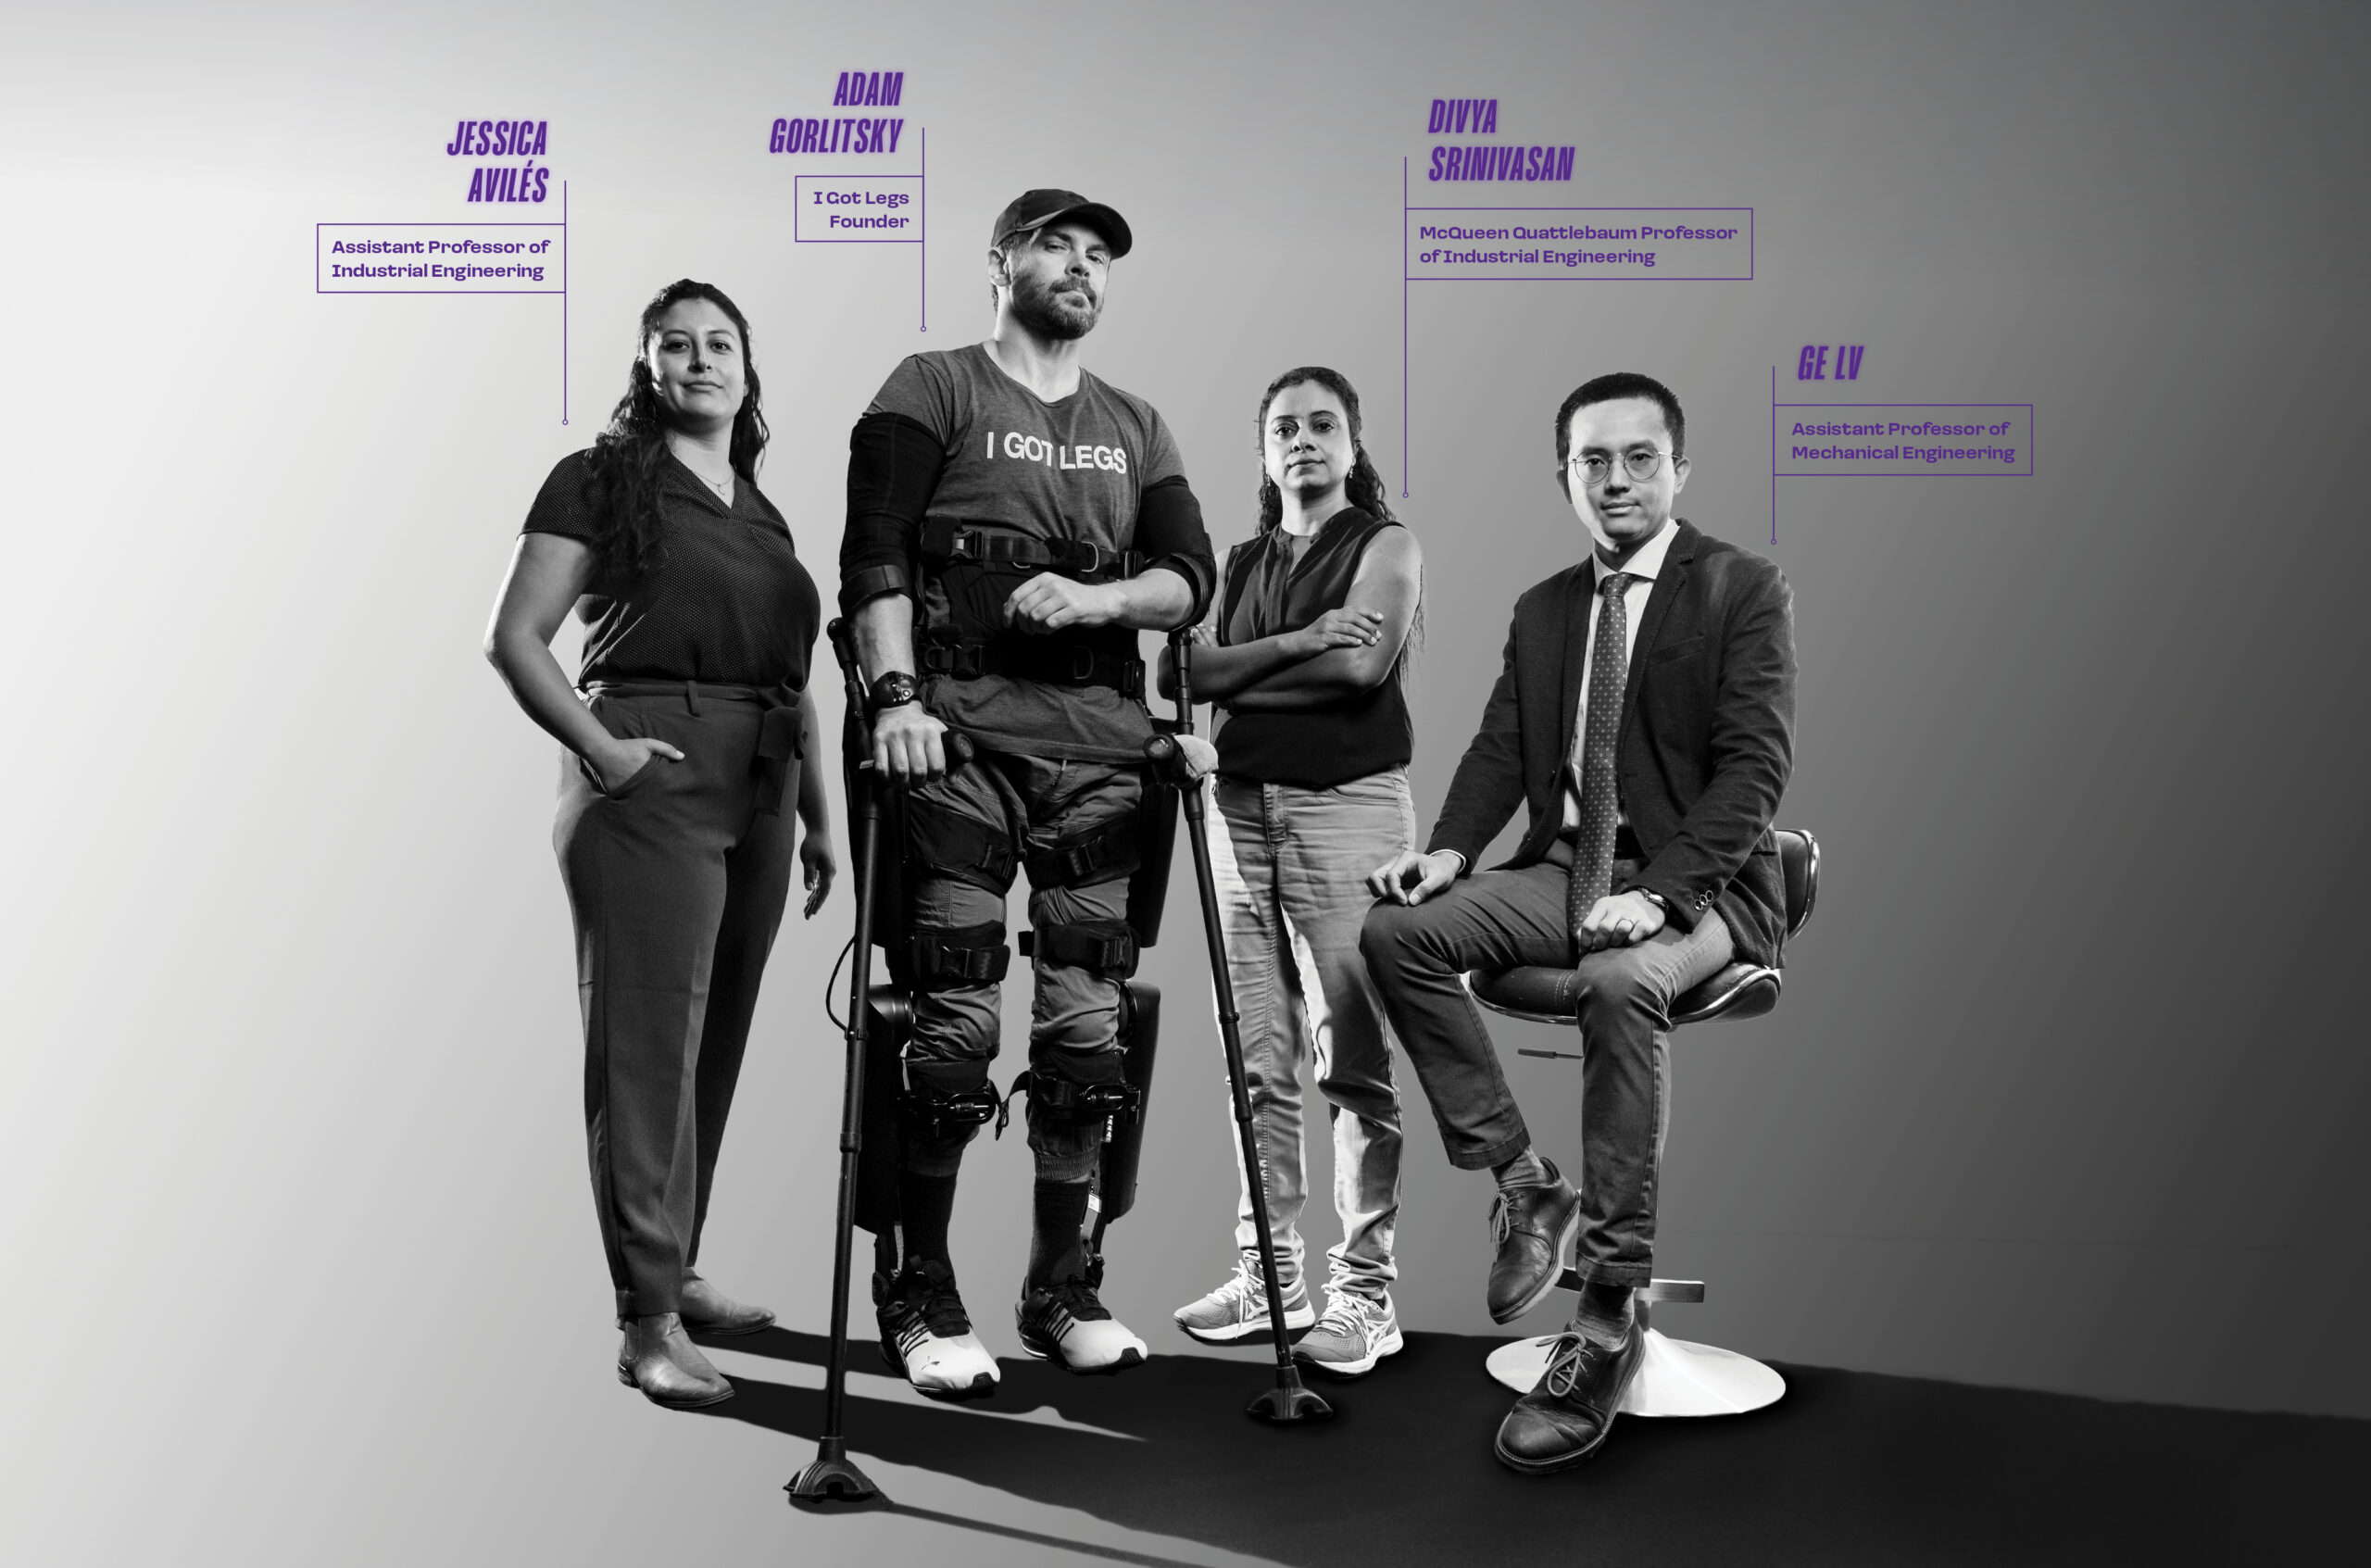 JESSICA
AVILÉS
Assistant Professor of
Industrial Engineering
ADAM
GORLITSKY
I Got Legs
Founder
I GOT LEGS
DIVYA
SRINIVASAN
McQueen Quattlebaum Professor
of Industrial Engineering
GE LV
Assistant Professor of
Mechanical Engineering